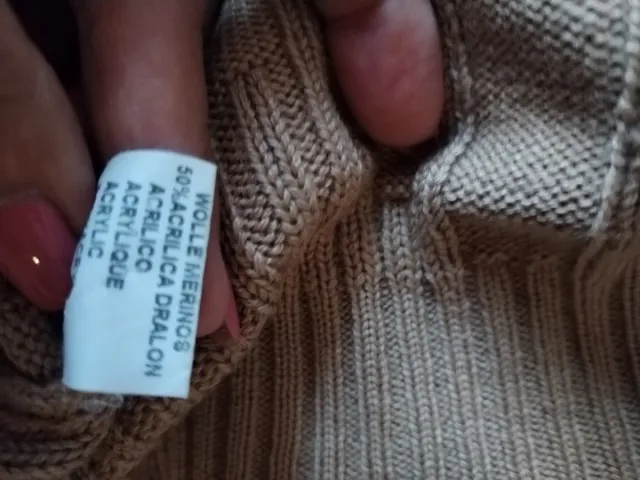 WOLLE MERINOS
50% ACRILICA DRALON
ACRILICO
ACRYLIQUE
ACRYLIC